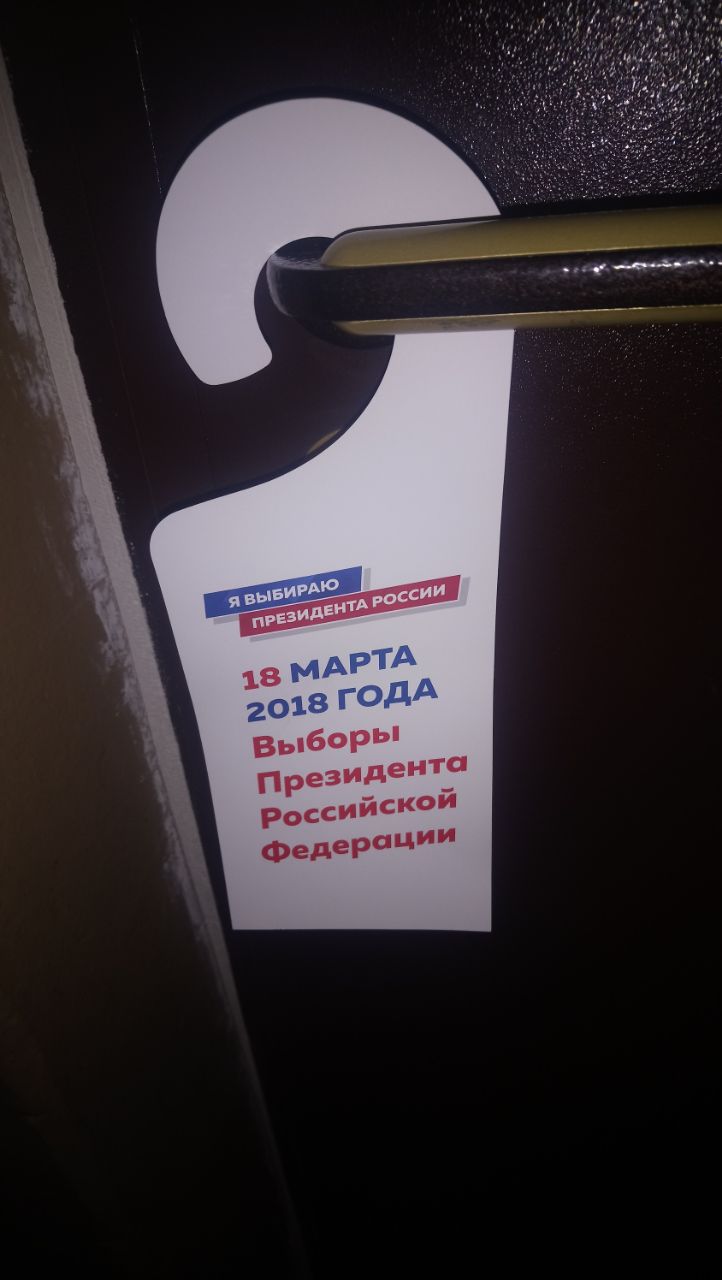 Я ВЫБИРАЮ
ПРЕЗИДЕНТА РОССИИ
18 МАРТА
2018 ГОДА
Выборы
Президента
Российской
Федерации